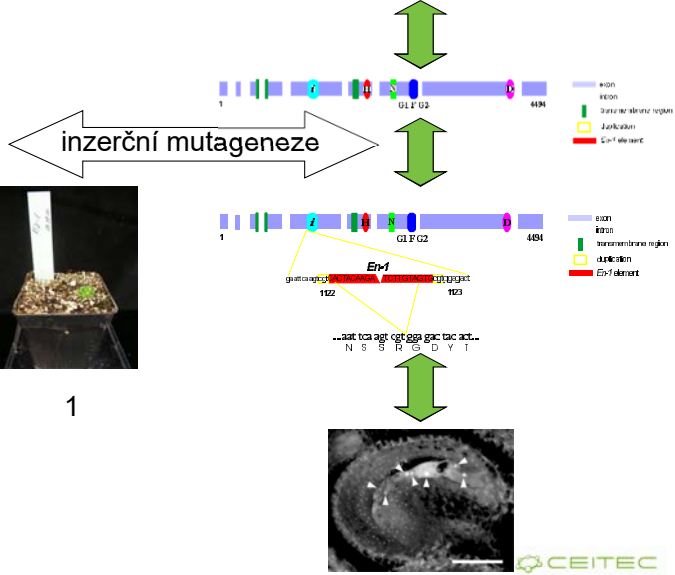 i H N D
1 G1 F G2 4494
exon
intron
transmembrane region
duplication
En-1 element
inzerční mutageneze
i H N D
1 G1 F G2 4494
exon
intron
transmembrane region
duplication
En-1 element
En-1
1122 1123
...aat tca agt cgt gga gac tac act...
N S S R G D Y T
1
CEITEC